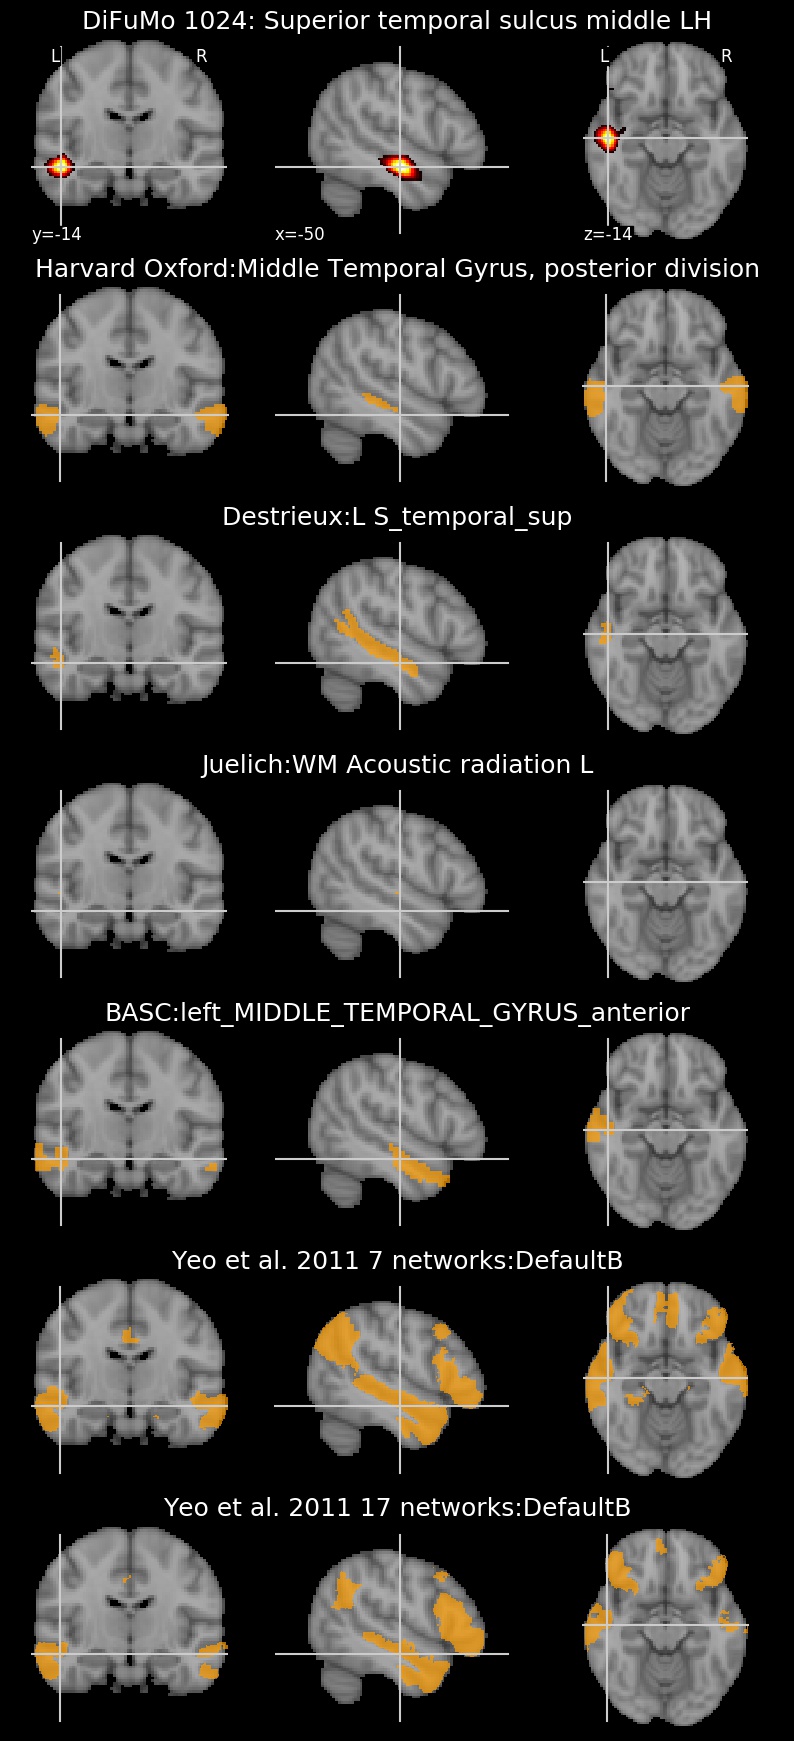 DiFuMo 1024: Superior temporal sulcus middle LH
L R L R
y=-14 x=-50 z=-14
Harvard Oxford:Middle Temporal Gyrus, posterior division
Destrieux:L S_temporal_sup
Juelich:WM Acoustic radiation L
BASC:left_MIDDLE_TEMPORAL_GYRUS_anterior
Yeo et al. 2011 7 networks:DefaultB
Yeo et al. 2011 17 networks:DefaultB